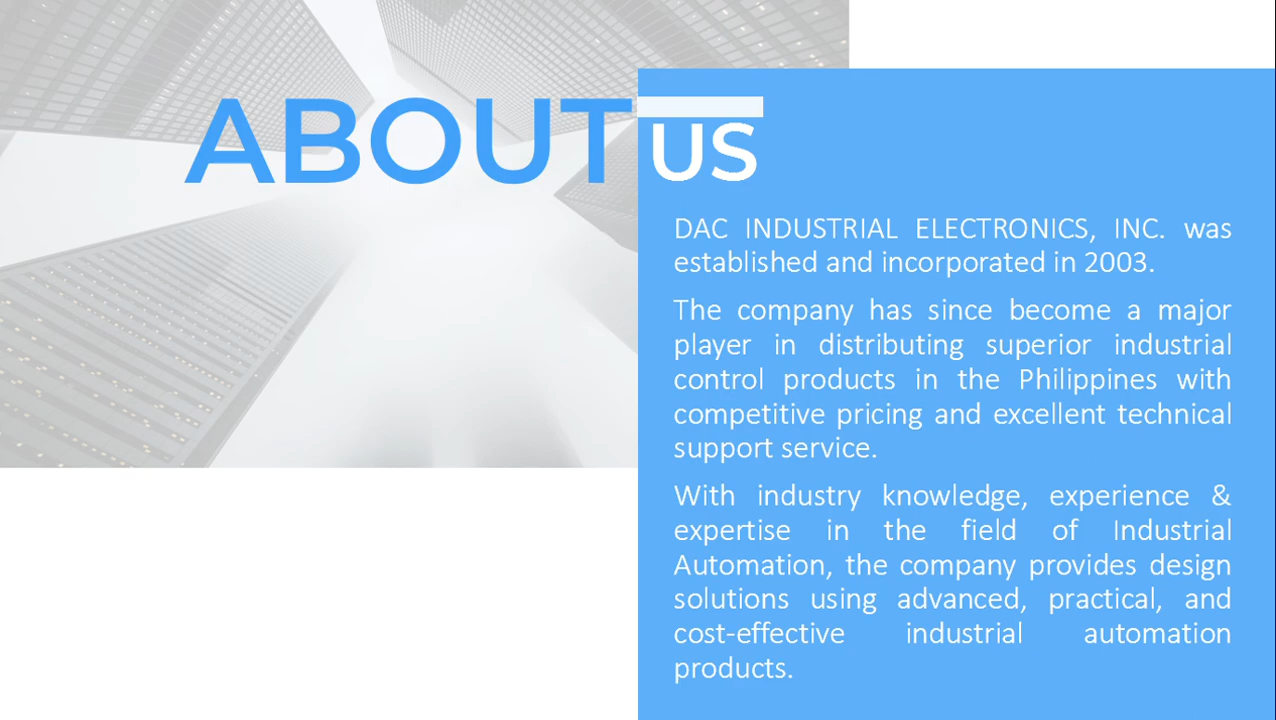 ABOUT US
DAC INDUSTRIAL ELECTRONICS, INC. was
established and incorporated in 2003.
The company has since become a major
player in distributing superior industrial
control products in the Philippines with
competitive pricing and excellent technical
support service.
With industry knowledge, experience &
expertise in the field of Industrial
Automation, the company provides design
solutions using advanced, practical, and
cost-effective industrial automation
products.